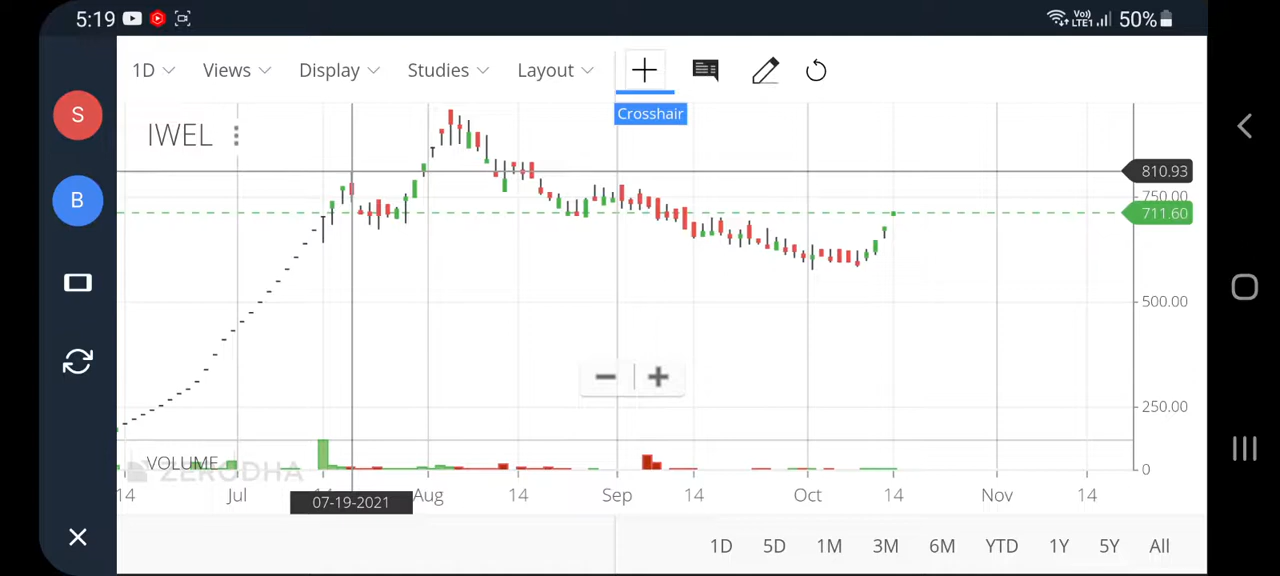 5:19
Vo)) LTE1 50%
1D Views Display Studies Layout
Crosshair
S
IWEL
810.93
B
750.00
711.60
500.00
250.00
VOLUME
ZERODHA
0
14 Jul Aug 14 Sep 14 Oct 14 Nov 14
07-19-2021
1D 5D 1M 3M 6M YTD 1Y 5Y All